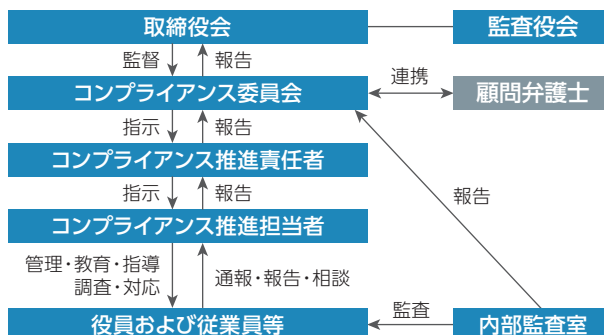 取締役会
監査役会
監督
報告
連携
コンプライアンス委員会
顧問弁護士
指示
報告
コンプライアンス推進責任者
指示
報告
報告
コンプライアンス推進担当者
管理・教育・指導
調査・対応
通報・報告・相談
監査
役員および従業員等
内部監査室